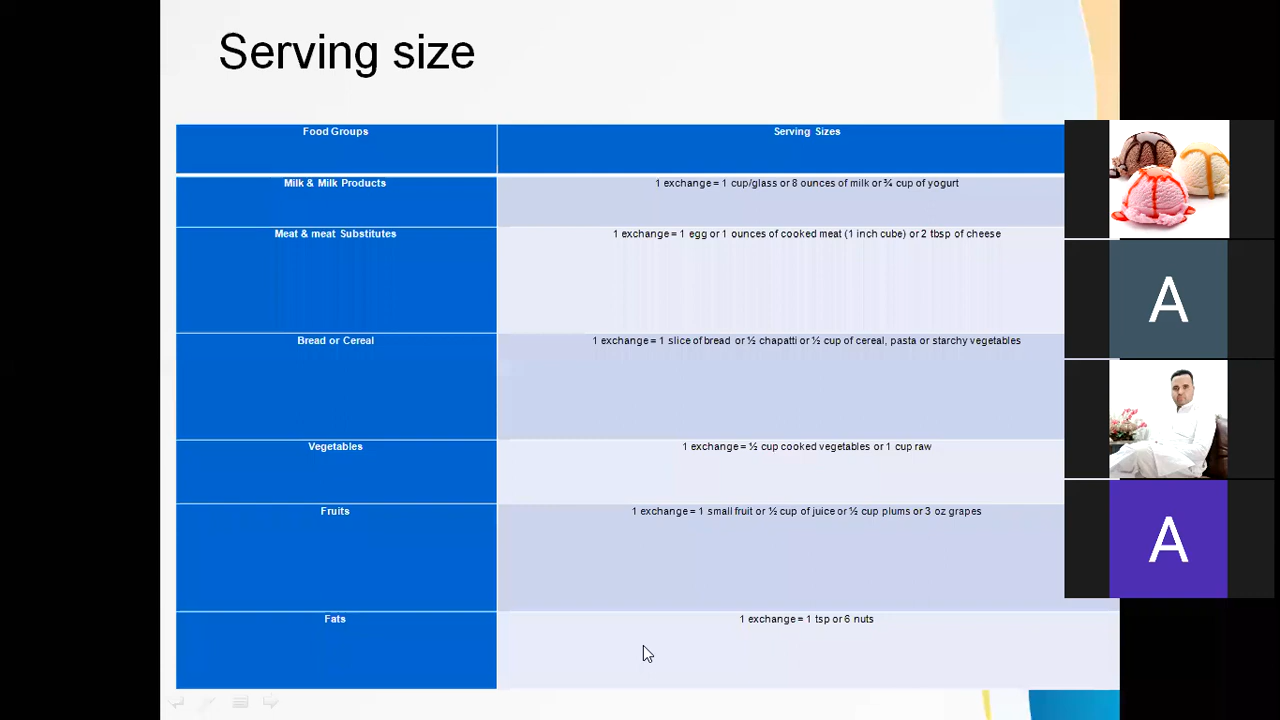 Serving size
Food Groups
Serving Sizes
Milk & Milk Products
1 exchange = 1 cup/glass or 8 ounces of milk or ¾ cup of yogurt
Meat & meat Substitutes
1 exchange = 1 egg or 1 ounces of cooked meat (1 inch cube) or 2 tbsp of cheese
Bread or Cereal
1 exchange = 1 slice of bread or ½ chapatti or ½ cup of cereal, pasta or starchy vegetables
Vegetables
1 exchange = ½ cup cooked vegetables or 1 cup raw
Fruits
1 exchange = 1 small fruit or ½ cup of juice or ½ cup plums or 3 oz grapes
Fats
1 exchange = 1 tsp or 6 nuts
A
A